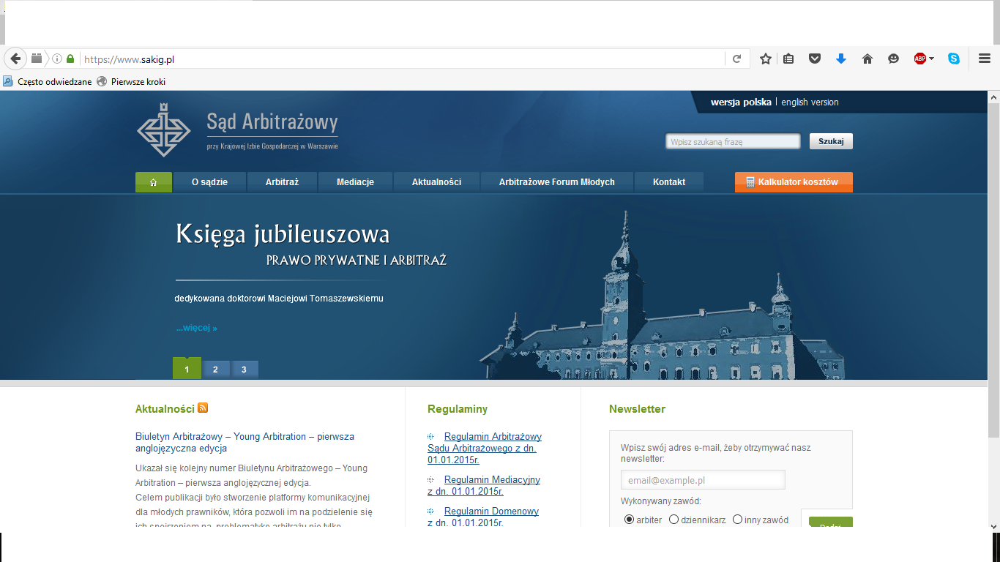 https://www.sakig.pl
ABP
Często odwiedzane Pierwsze kroki
wersja polska | english version
Sąd Arbitrażowy
przy Krajowej Izbie Gospodarczej w Warszawie
Wpisz szukaną frazę Szukaj
O sądzie Arbitraż Mediacje Aktualności Arbitrażowe Forum Młodych Kontakt Kalkulator kosztów
Księga jubileuszowa
PRAWO PRYWATNE I ARBITRAŻ
dedykowana doktorowi Maciejowi Tomaszewskiemu
...więcej »
1 2 3
Aktualności
Biuletyn Arbitrażowy – Young Arbitration – pierwsza
anglojęzyczna edycja
Ukazał się kolejny numer Biuletynu Arbitrażowego – Young
Arbitration – pierwsza anglojęzycznej edycja.
Celem publikacji było stworzenie platformy komunikacyjnej
dla młodych prawników, która pozwoli im na podzielenie się
ich spojrzeniem na problematykę arbitrażu nie tylko
Regulaminy
Regulamin Arbitrażowy
Sądu Arbitrażowego z dn.
01.01.2015r.
Regulamin Mediacyjny
z dn. 01.01.2015r.
Regulamin Domenowy
z dn. 01.01.2015r.
Newsletter
Wpisz swój adres e-mail, żeby otrzymywać nasz
newsletter:
email@example.pl
Wykonywany zawód:
arbiter dziennikarz inny zawód
Dodaj